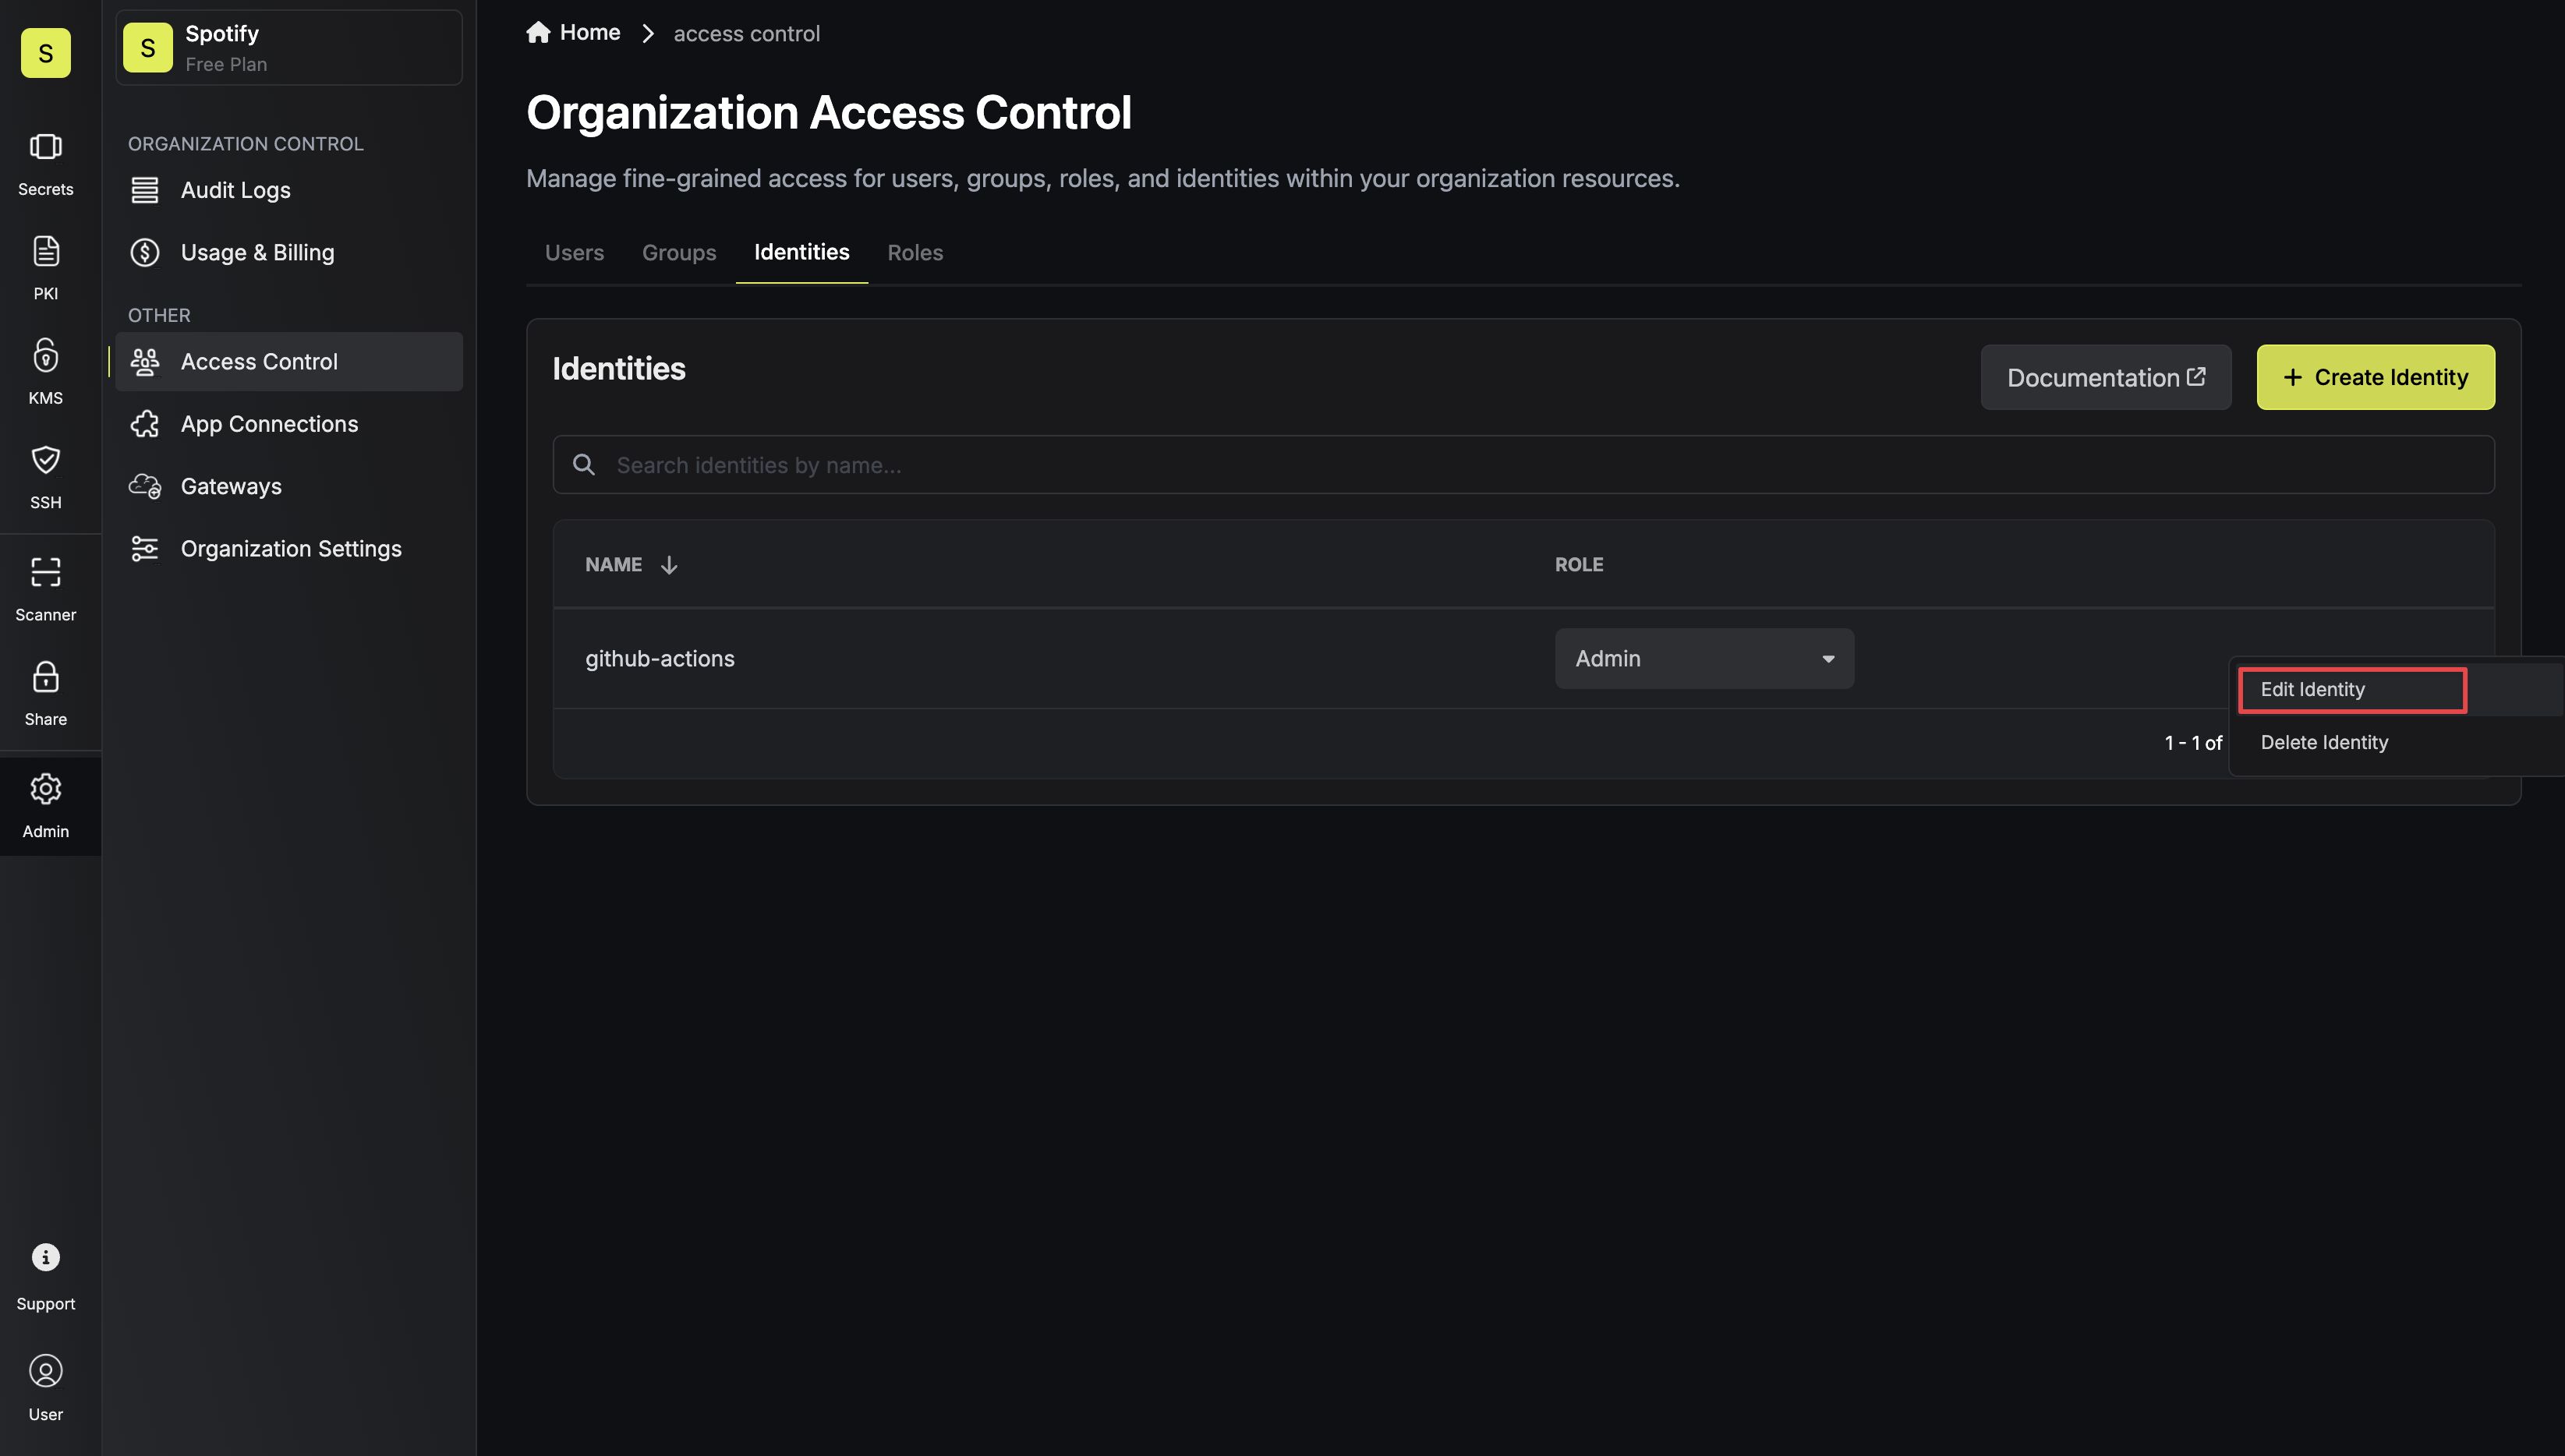 S
Secrets
PKI
KMS
SSH
Scanner
Share
Admin
Support
User
S
Spotify
Free Plan
ORGANIZATION CONTROL
Audit Logs
Usage & Billing
OTHER
Access Control
App Connections
Gateways
Organization Settings
Home
access control
Organization Access Control
Manage fine-grained access for users, groups, roles, and identities within your organization resources.
Users Groups Identities Roles
Identities
Documentation
+ Create Identity
Search identities by name...
NAME ROLE
github-actions Admin
Edit Identity
1 - 1 of
Delete Identity